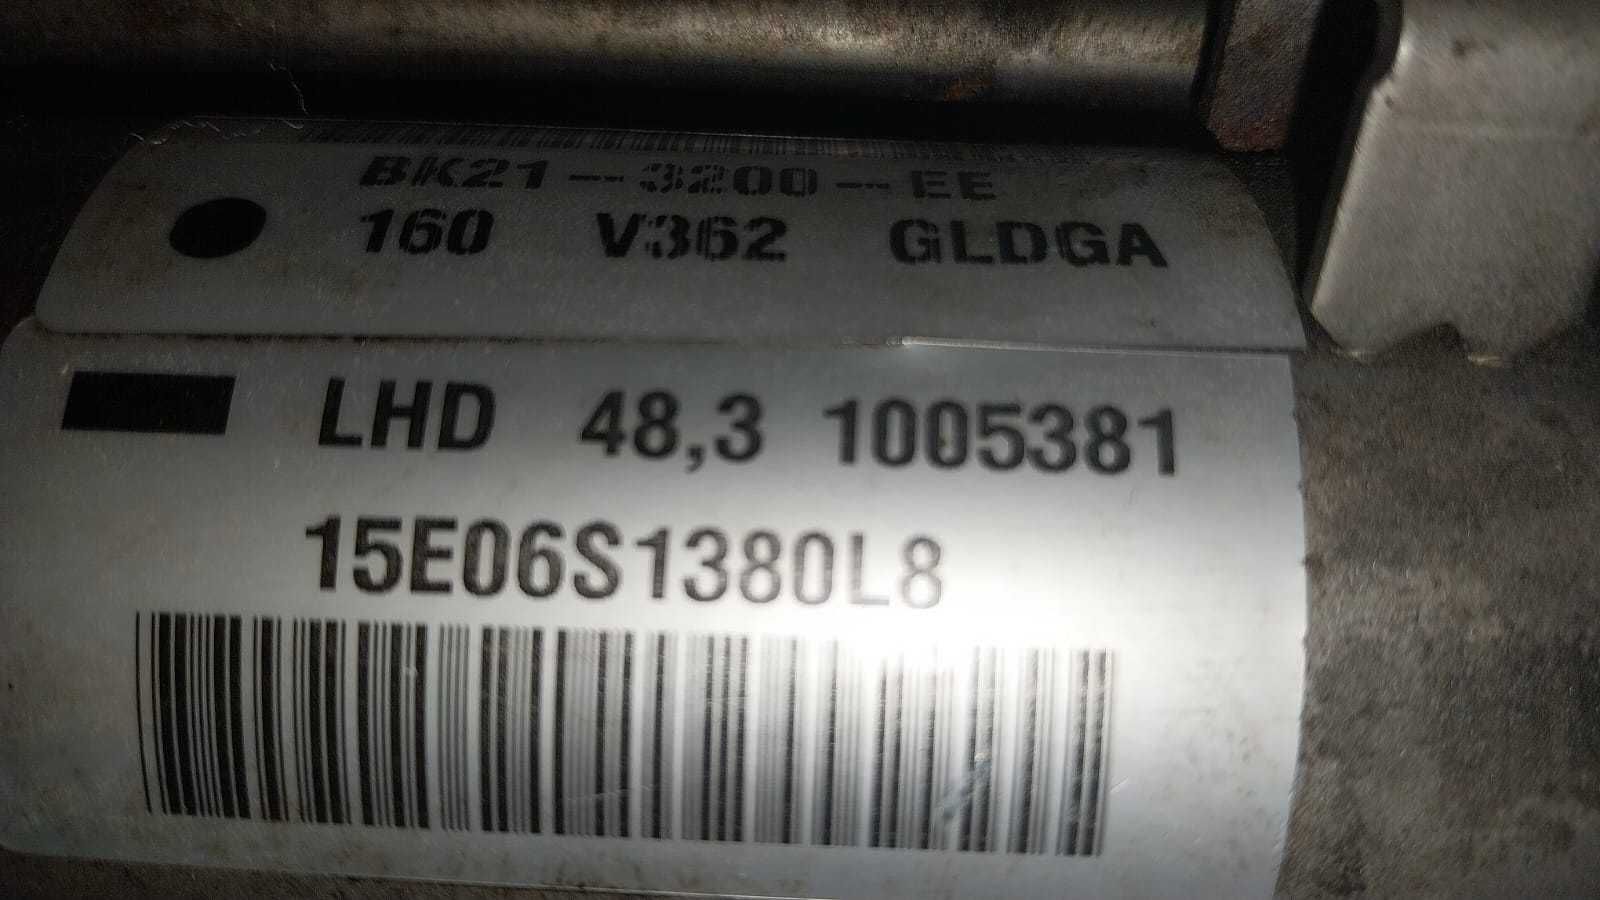 BK21--3200--EE
160 V362 GLDGA
LHD 48,3 1005381
15E06S1380L8